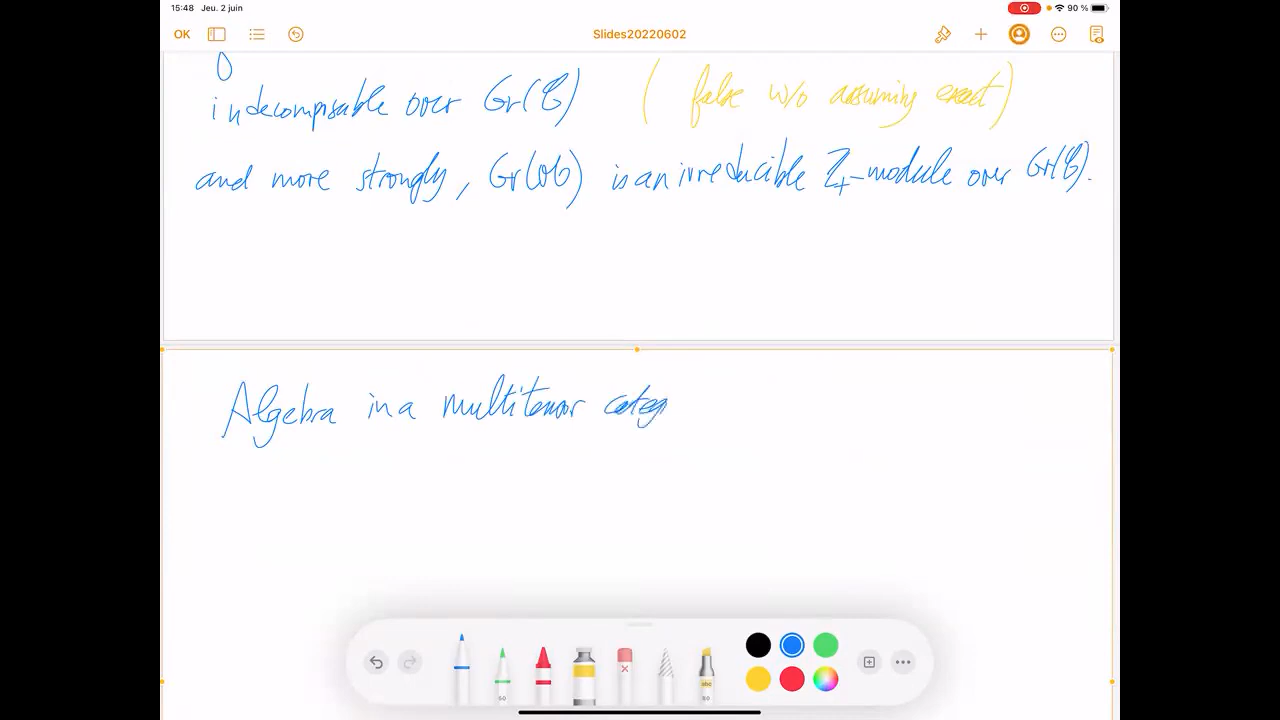 15:48 Jeu. 2 juin
90 %
OK
Slides20220602
indecomposable over Gr(C) (false w/o assuming exact)
and more strongly, Gr(M) is an irreducible Z+-module over Gr(C).
Algebra in a multitensor categ